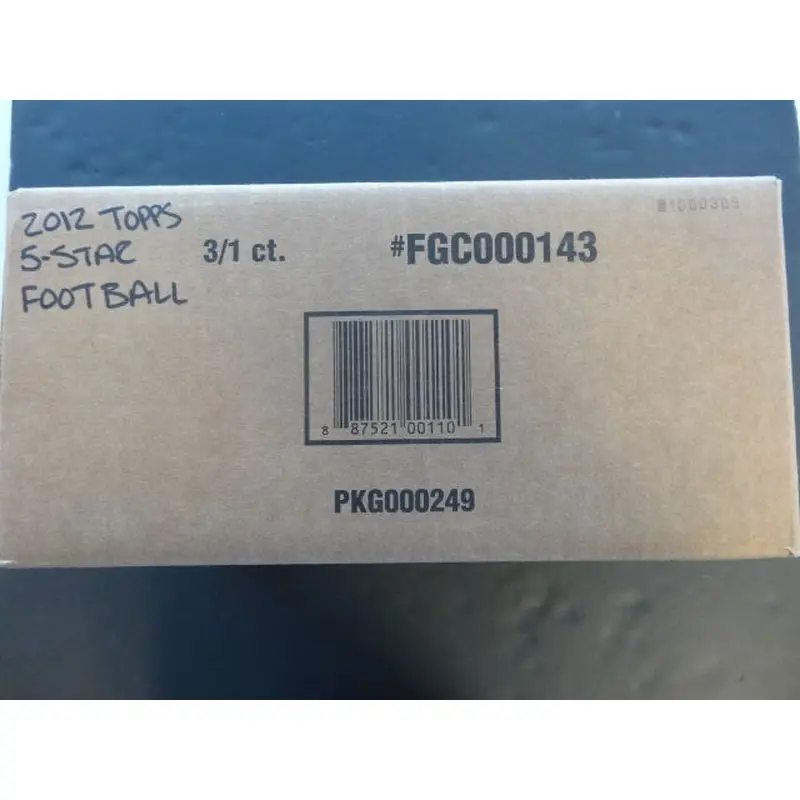 2012 TOPPS
5-STAR
FOOTBALL
3/1 ct.
#FGC000143
8 87521 00110 1
PKG000249